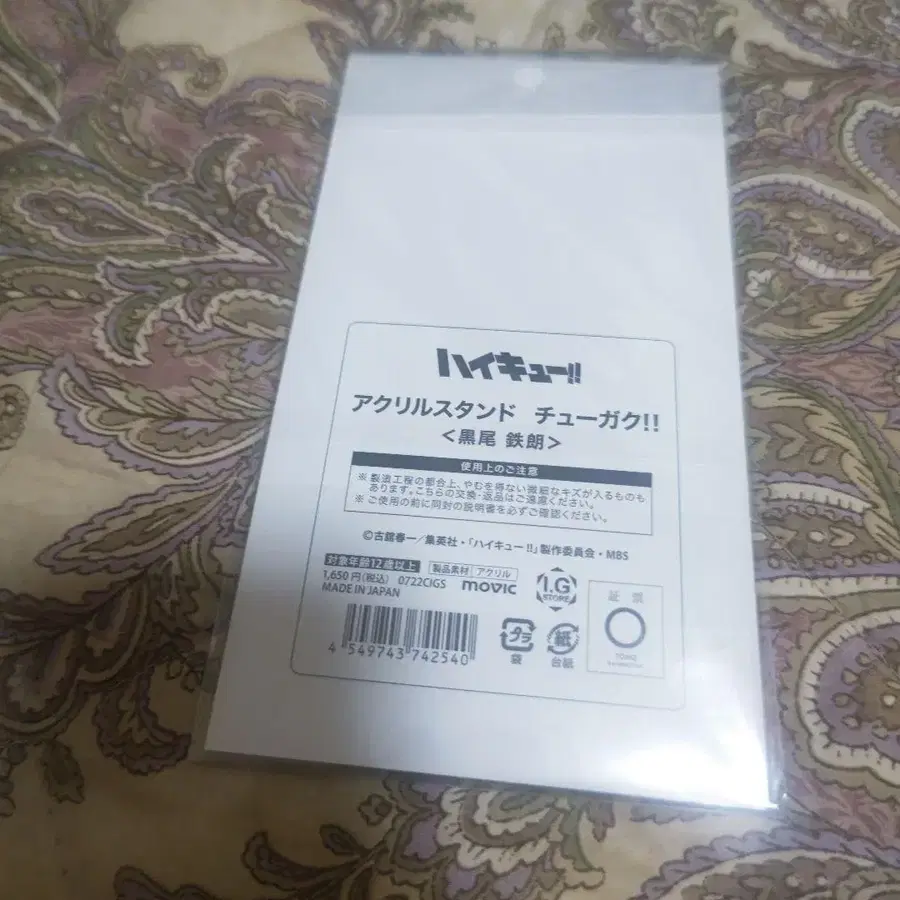 ハイキュー!!
アクリルスタンド チューガク!!
<黒尾 鉄朗>
使用上のご注意
※ 製造工程の都合上、やむを得ない微細なキズが入るものも
あります。こちらの交換・返品はご遠慮ください。
※ ご使用の前に同封の説明書を必ずご確認ください。
©古舘春一/集英社・「ハイキュー!!」製作委員会・MBS
対象年齢12歳以上 製品素材 アクリル
1,650円(税込) 0722CIGS movic
MADE IN JAPAN
I.G STORE
証票
TOHO
4 549743 742540
プラ 紙
袋 台紙